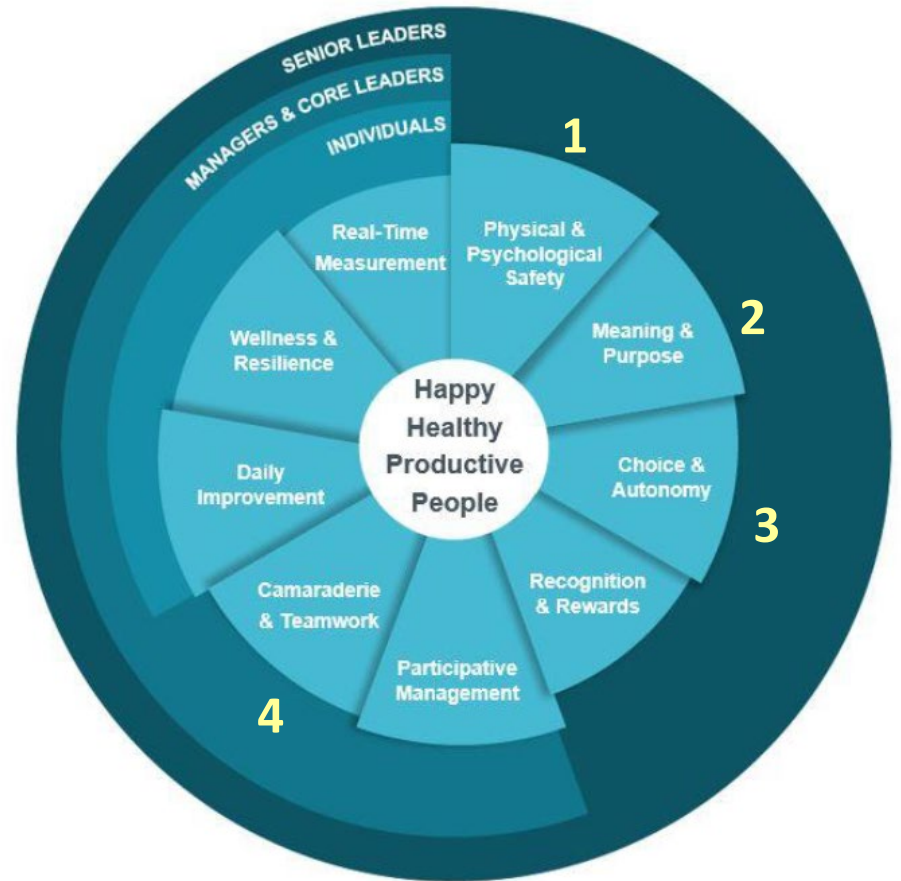 SENIOR LEADERS
MANAGERS & CORE LEADERS
INDIVIDUALS
1
Physical &
Psychological
Safety
2
Meaning &
Purpose
Choice &
Autonomy
3
Recognition
& Rewards
Participative
Management
Camaraderie
& Teamwork
4
Daily
Improvement
Wellness &
Resilience
Real-Time
Measurement
Happy
Healthy
Productive
People